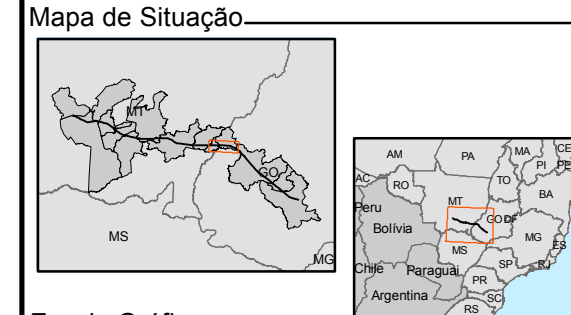 Mapa de Situação
MT
GO
MS
MG
AM
PA
MA
CE
PI
PE
AC
RO
TO
BA
Peru
MT
GO
DF
Bolívia
MG
ES
MS
Chile
Paraguai
SP
RJ
PR
Argentina
SC
RS